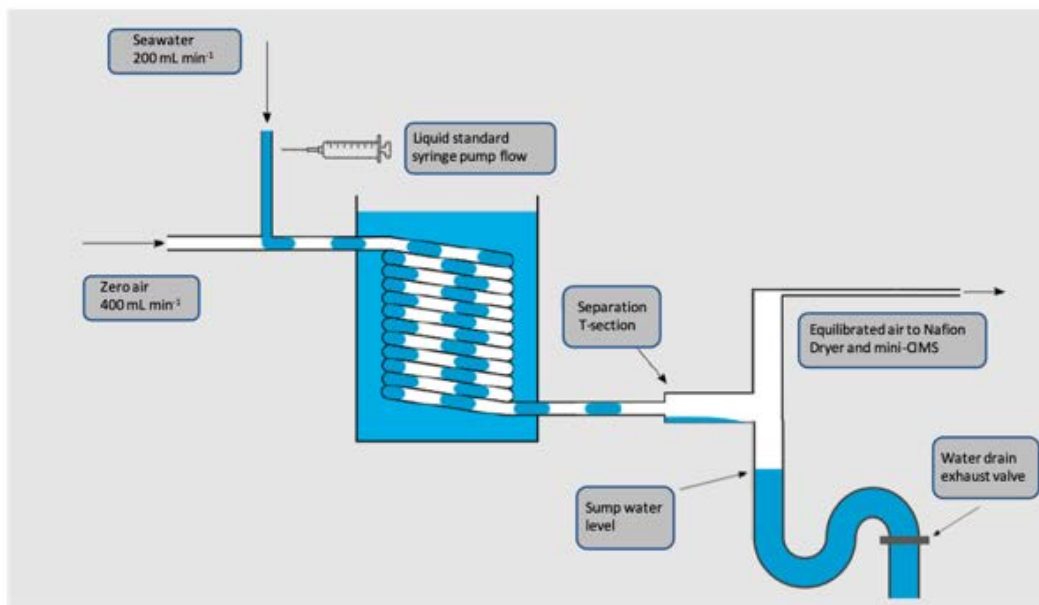 Seawater
200 mL min⁻¹
Liquid standard
syringe pump flow
Zero air
400 mL min⁻¹
Separation
T-section
Equilibrated air to Nafion
Dryer and mini-CIMS
Sump water
level
Water drain
exhaust valve